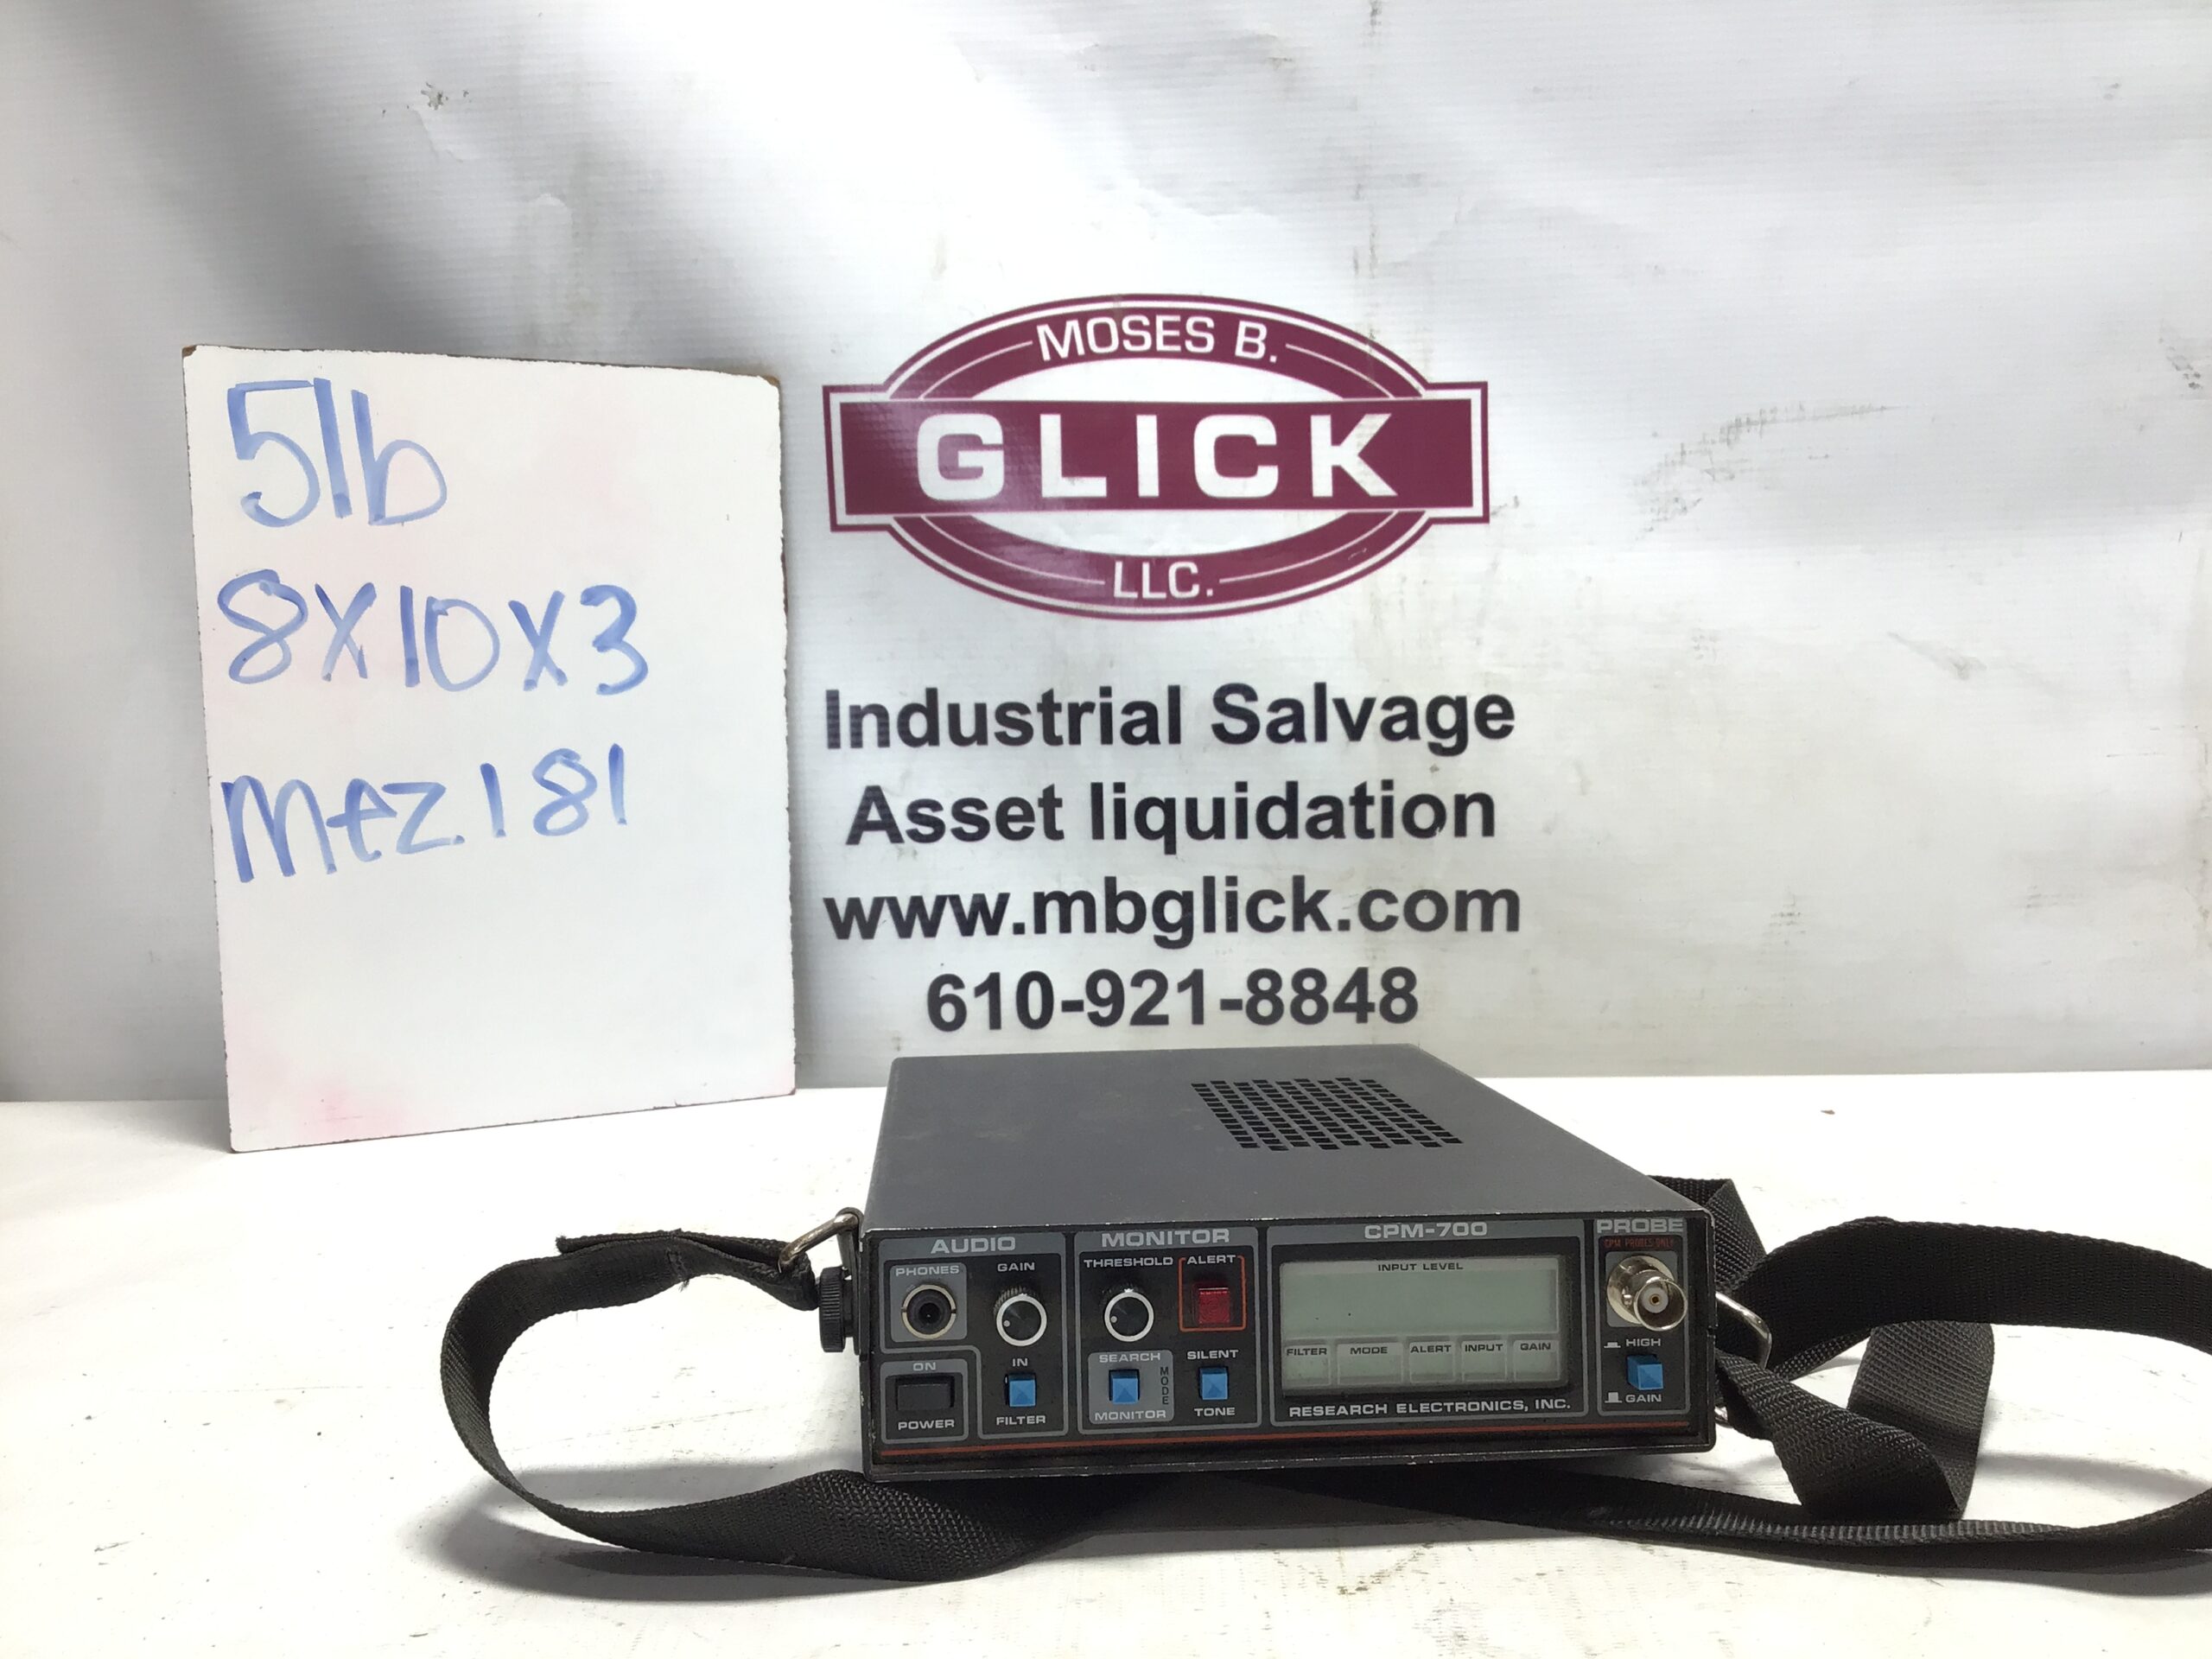 5lb
8X10X3
mez.181
MOSES B.
GLICK
LLC.
Industrial Salvage
Asset liquidation
www.mbglick.com
610-921-8848
AUDIO
PHONES
GAIN
ON
POWER
IN
FILTER
MONITOR
THRESHOLD
ALERT
SEARCH
MODE
MONITOR
SILENT
TONE
CPM-700
INPUT LEVEL
FILTER MODE ALERT INPUT GAIN
RESEARCH ELECTRONICS, INC.
PROBE
CPM PROBES ONLY
HIGH
GAIN